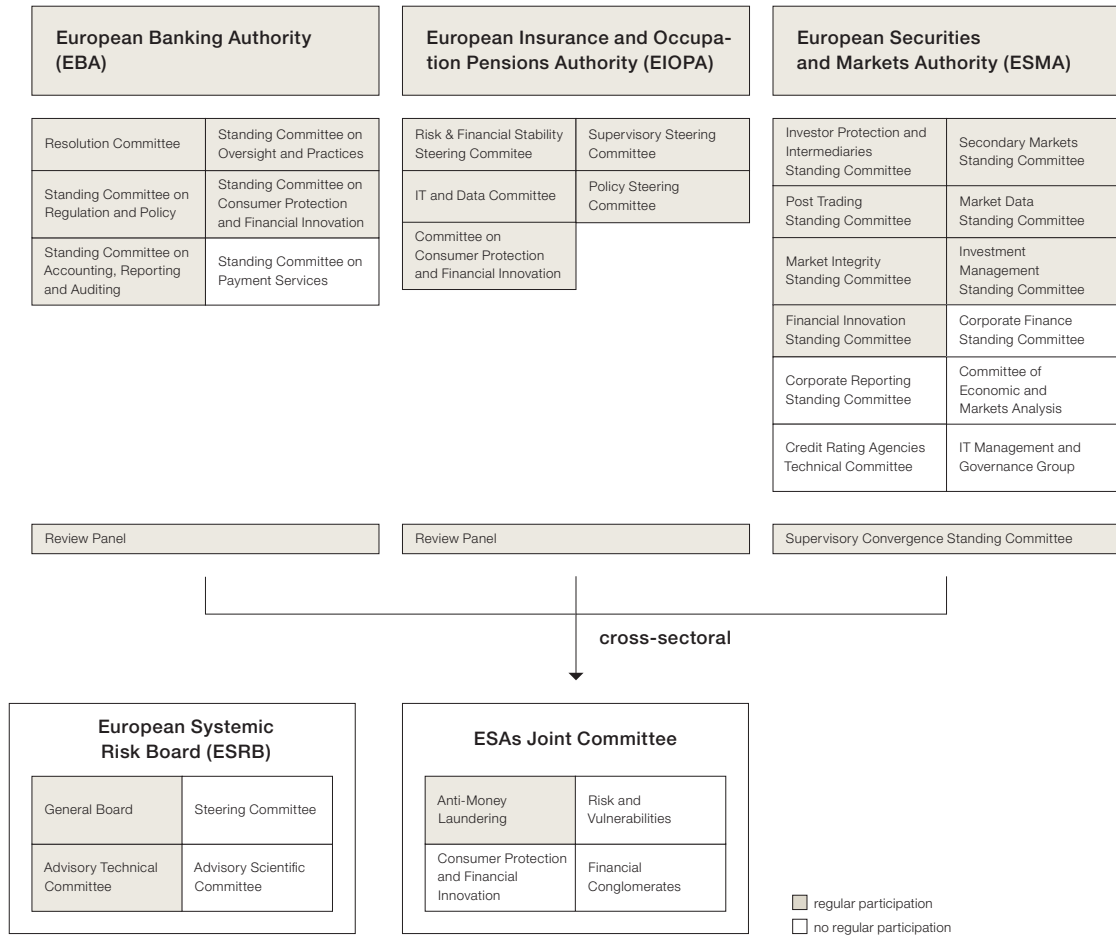 European Banking Authority
(EBA)
European Insurance and Occupa-
tion Pensions Authority (EIOPA)
European Securities
and Markets Authority (ESMA)
Resolution Committee
Standing Committee on
Oversight and Practices
Standing Committee on
Regulation and Policy
Standing Committee on
Consumer Protection
and Financial Innovation
Standing Committee on
Accounting, Reporting
and Auditing
Standing Committee on
Payment Services
Risk & Financial Stability
Steering Commitee
Supervisory Steering
Committee
IT and Data Committee
Policy Steering
Committee
Committee on
Consumer Protection
and Financial Innovation
Investor Protection and
Intermediaries
Standing Committee
Secondary Markets
Standing Committee
Post Trading
Standing Committee
Market Data
Standing Committee
Market Integrity
Standing Committee
Investment
Management
Standing Committee
Financial Innovation
Standing Committee
Corporate Finance
Standing Committee
Corporate Reporting
Standing Committee
Committee of
Economic and
Markets Analysis
Credit Rating Agencies
Technical Committee
IT Management and
Governance Group
Review Panel
Review Panel
Supervisory Convergence Standing Committee
cross-sectoral
European Systemic
Risk Board (ESRB)
General Board
Steering Committee
Advisory Technical
Committee
Advisory Scientific
Committee
ESAs Joint Committee
Anti-Money
Laundering
Risk and
Vulnerabilities
Consumer Protection
and Financial
Innovation
Financial
Conglomerates
regular participation
no regular participation